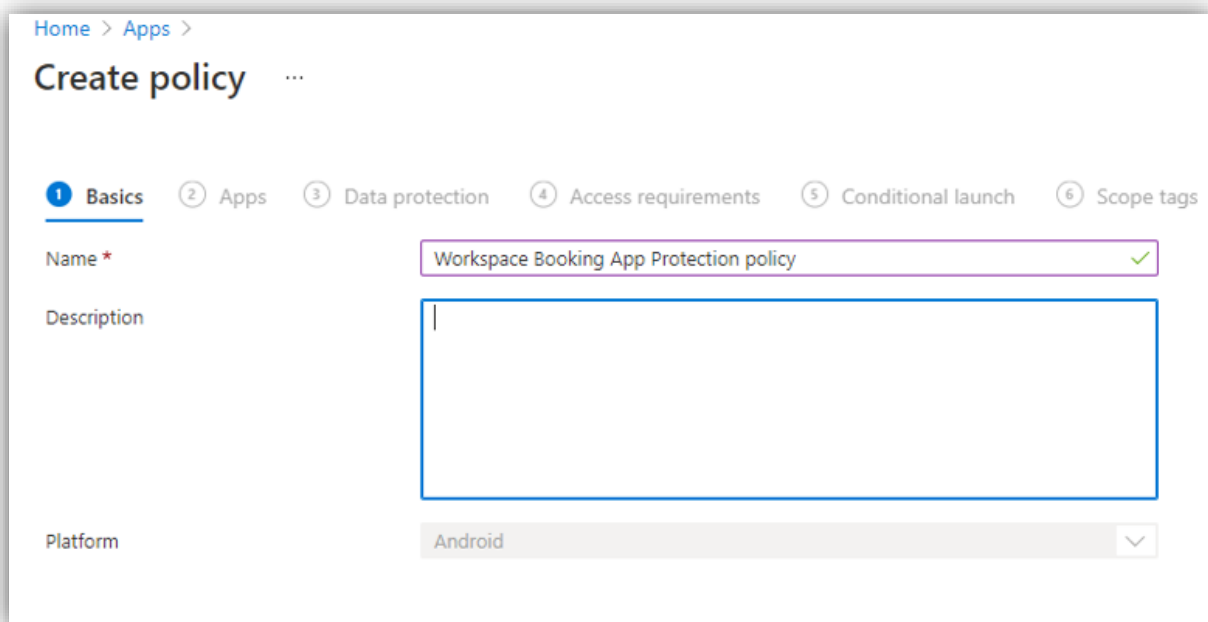 Home > Apps >
Create policy ...
1 Basics 2 Apps 3 Data protection 4 Access requirements 5 Conditional launch 6 Scope tags
Name * Workspace Booking App Protection policy
Description
Platform Android